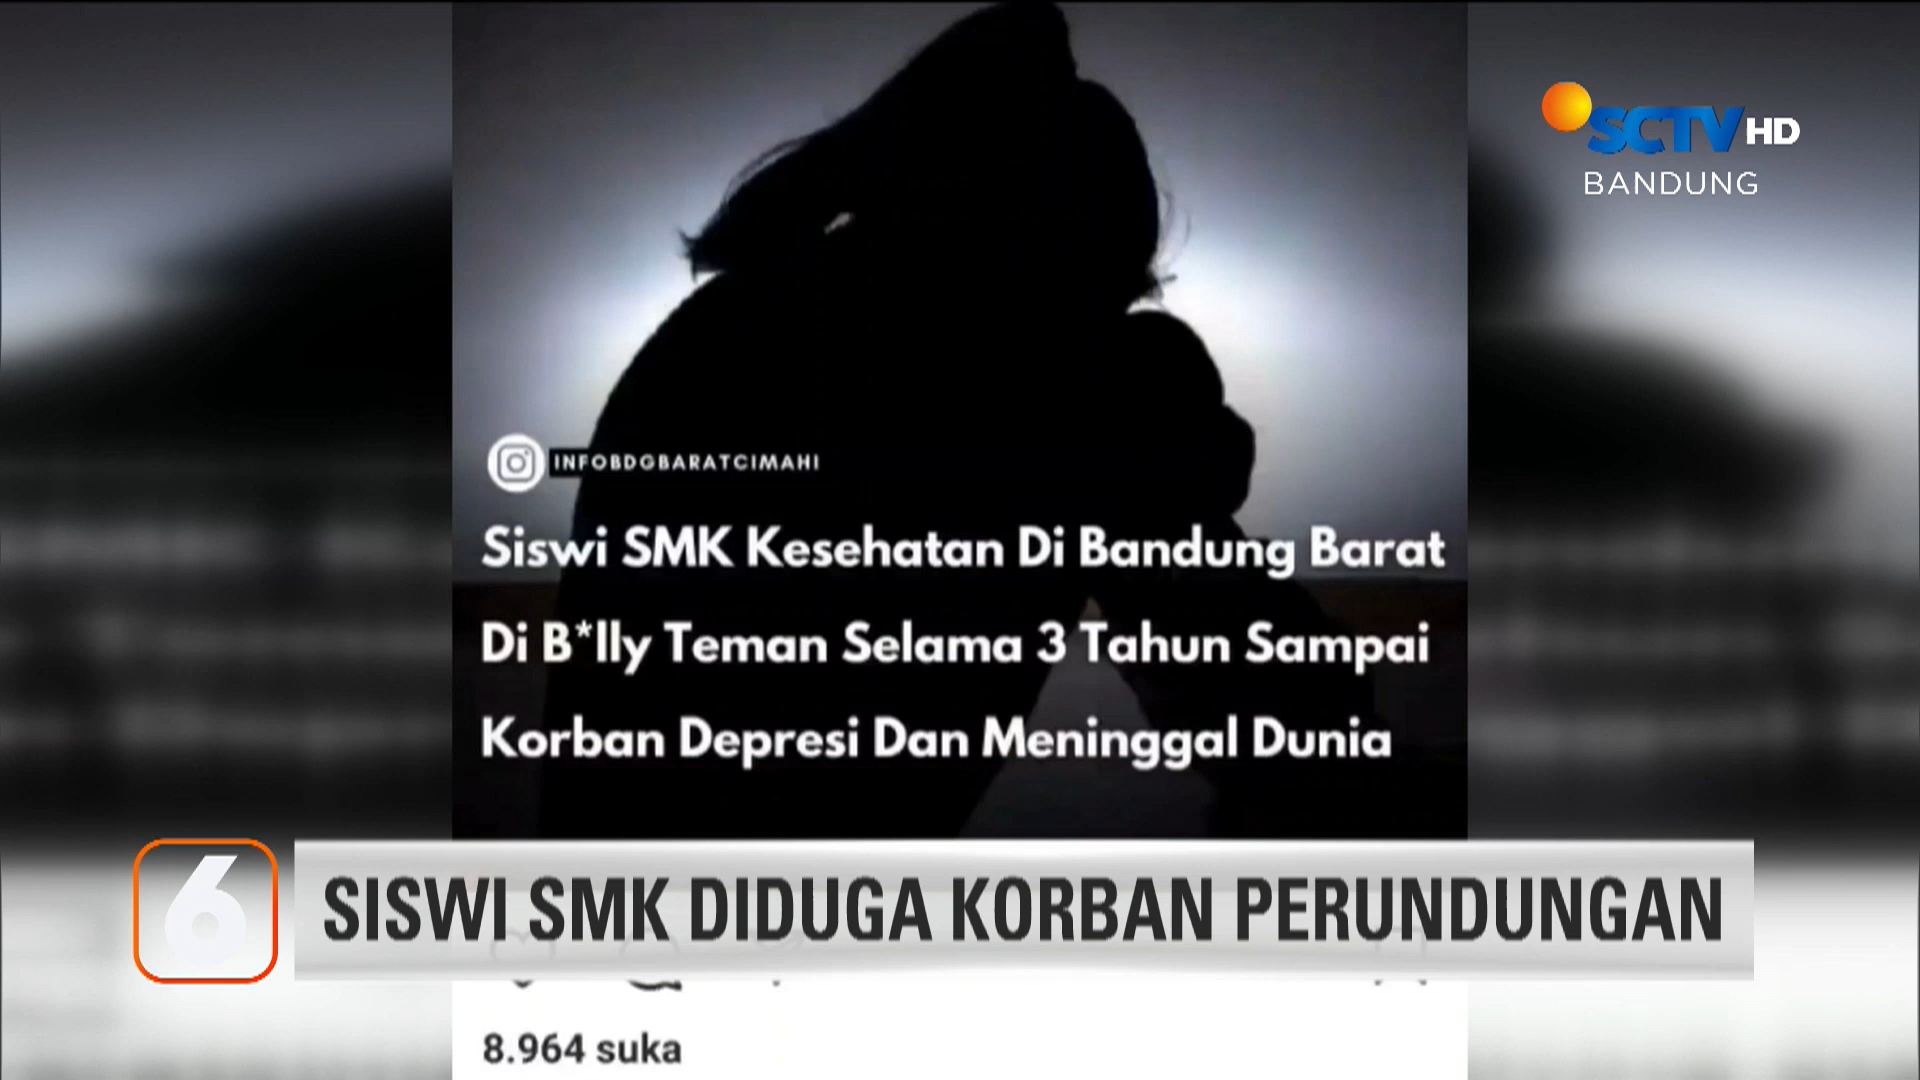 SCTV HD
BANDUNG
INFOBDGBARATCIMAHI
Siswi SMK Kesehatan Di Bandung Barat
Di B*lly Teman Selama 3 Tahun Sampai
Korban Depresi Dan Meninggal Dunia
6
SISWI SMK DIDUGA KORBAN PERUNDUNGAN
8.964 suka